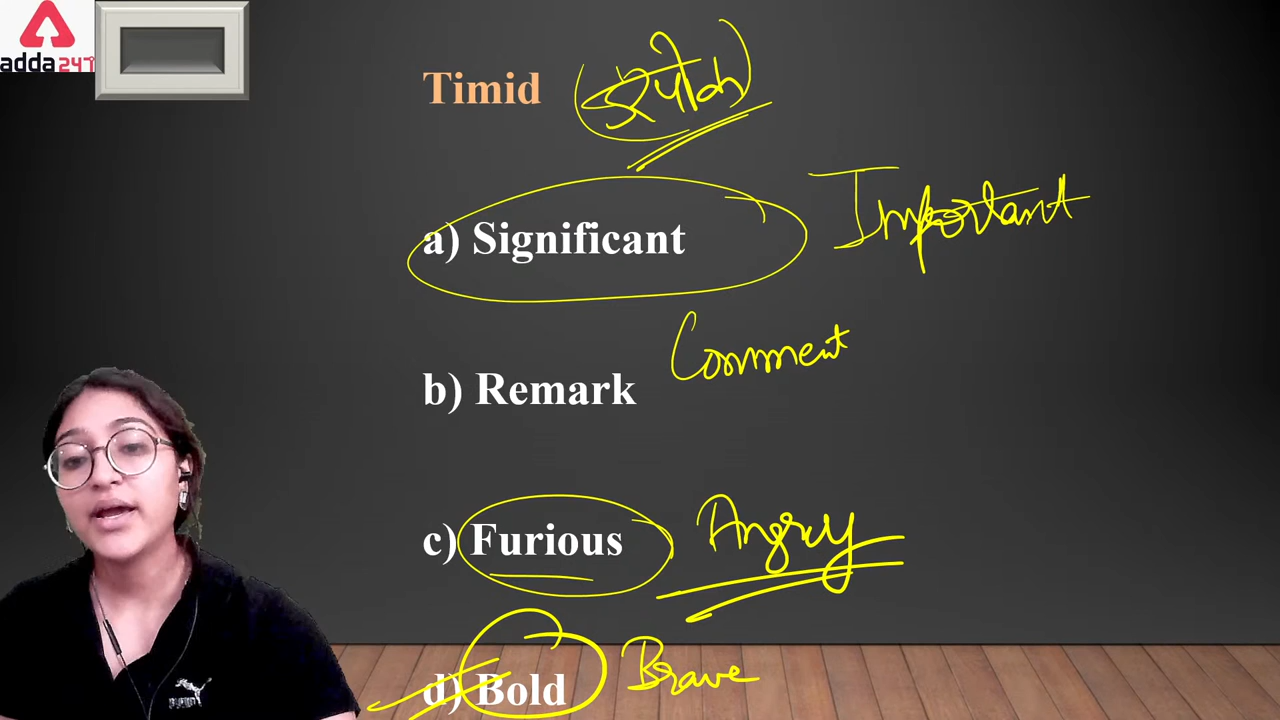 adda247
Timid (डरपोक)
a) Significant Important
b) Remark Comment
c) Furious Angry
d) Bold Brave